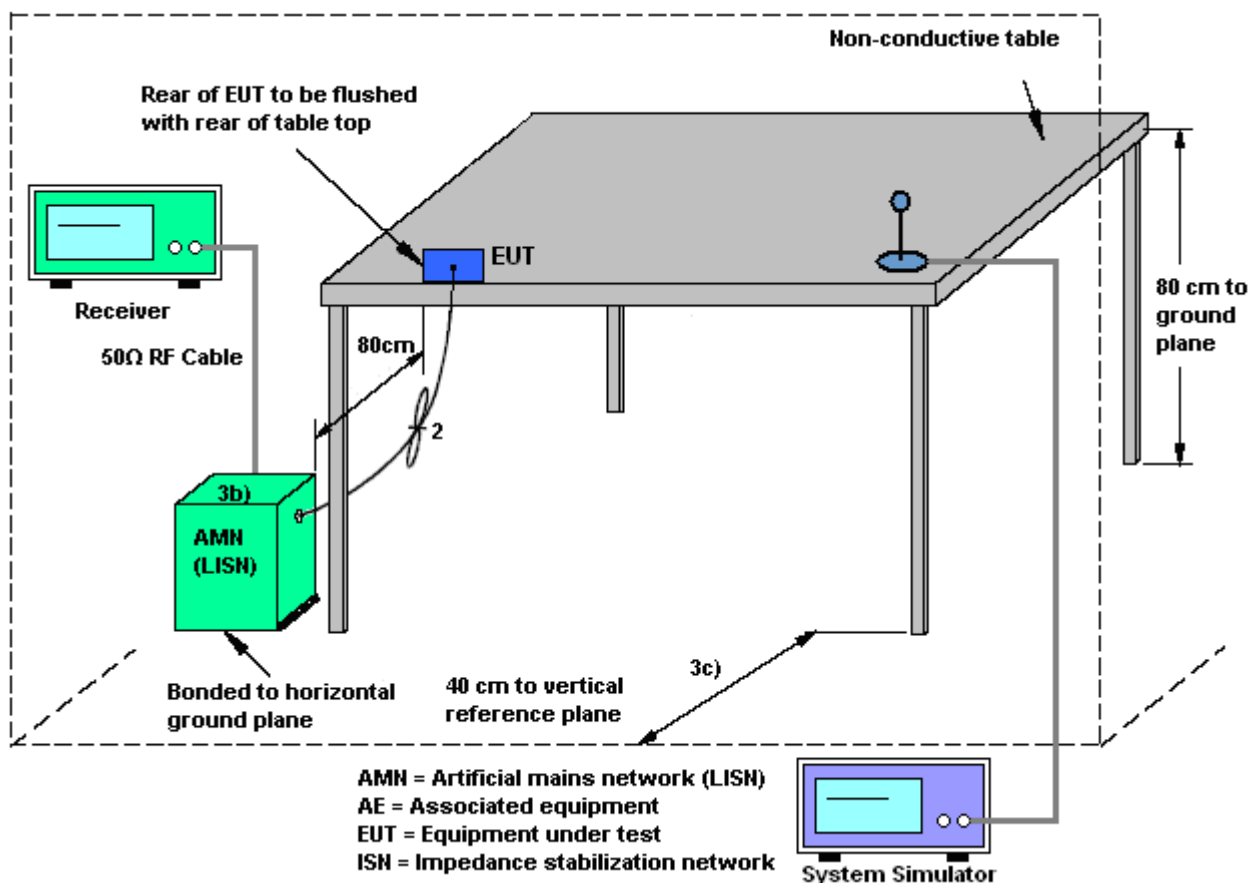 Non-conductive table
Rear of EUT to be flushed
with rear of table top
EUT
Receiver
80 cm to
ground
plane
80cm
50Ω RF Cable
2
3b)
AMN
(LISN)
3c)
Bonded to horizontal
ground plane
40 cm to vertical
reference plane
AMN = Artificial mains network (LISN)
AE = Associated equipment
EUT = Equipment under test
ISN = Impedance stabilization network
System Simulator